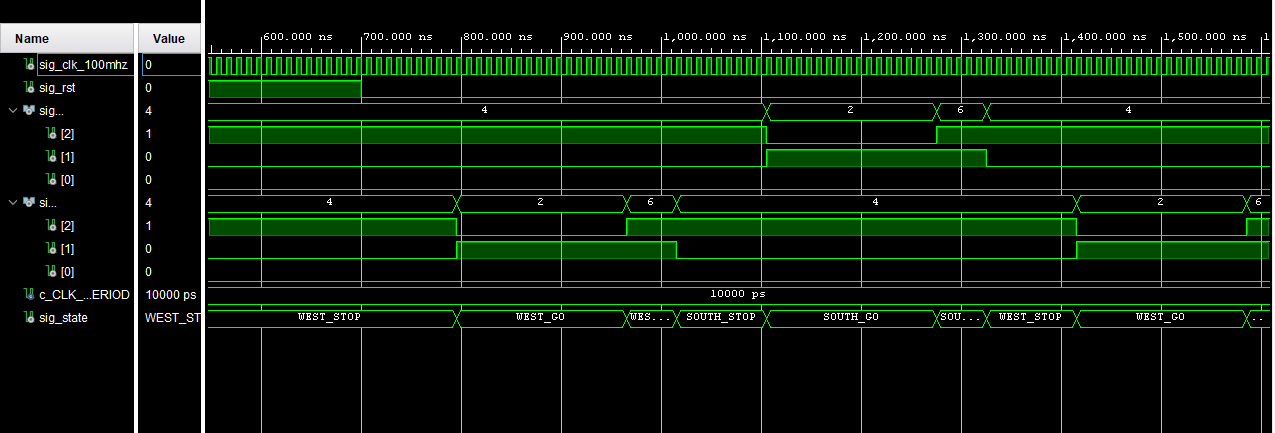 Name Value 600.000 ns 700.000 ns 800.000 ns 900.000 ns 1,000.000 ns 1,100.000 ns 1,200.000 ns 1,300.000 ns 1,400.000 ns 1,500.000 ns 1
sig_clk_100mhz 0
sig_rst 0
sig... 4 4 2 6 4
[2] 1
[1] 0
[0] 0
si... 4 4 2 6 4 2 6
[2] 1
[1] 0
[0] 0
c_CLK_...ERIOD 10000 ps 10000 ps
sig_state WEST_ST WEST_STOP WEST_GO WES... SOUTH_STOP SOUTH_GO SOU... WEST_STOP WEST_GO ..